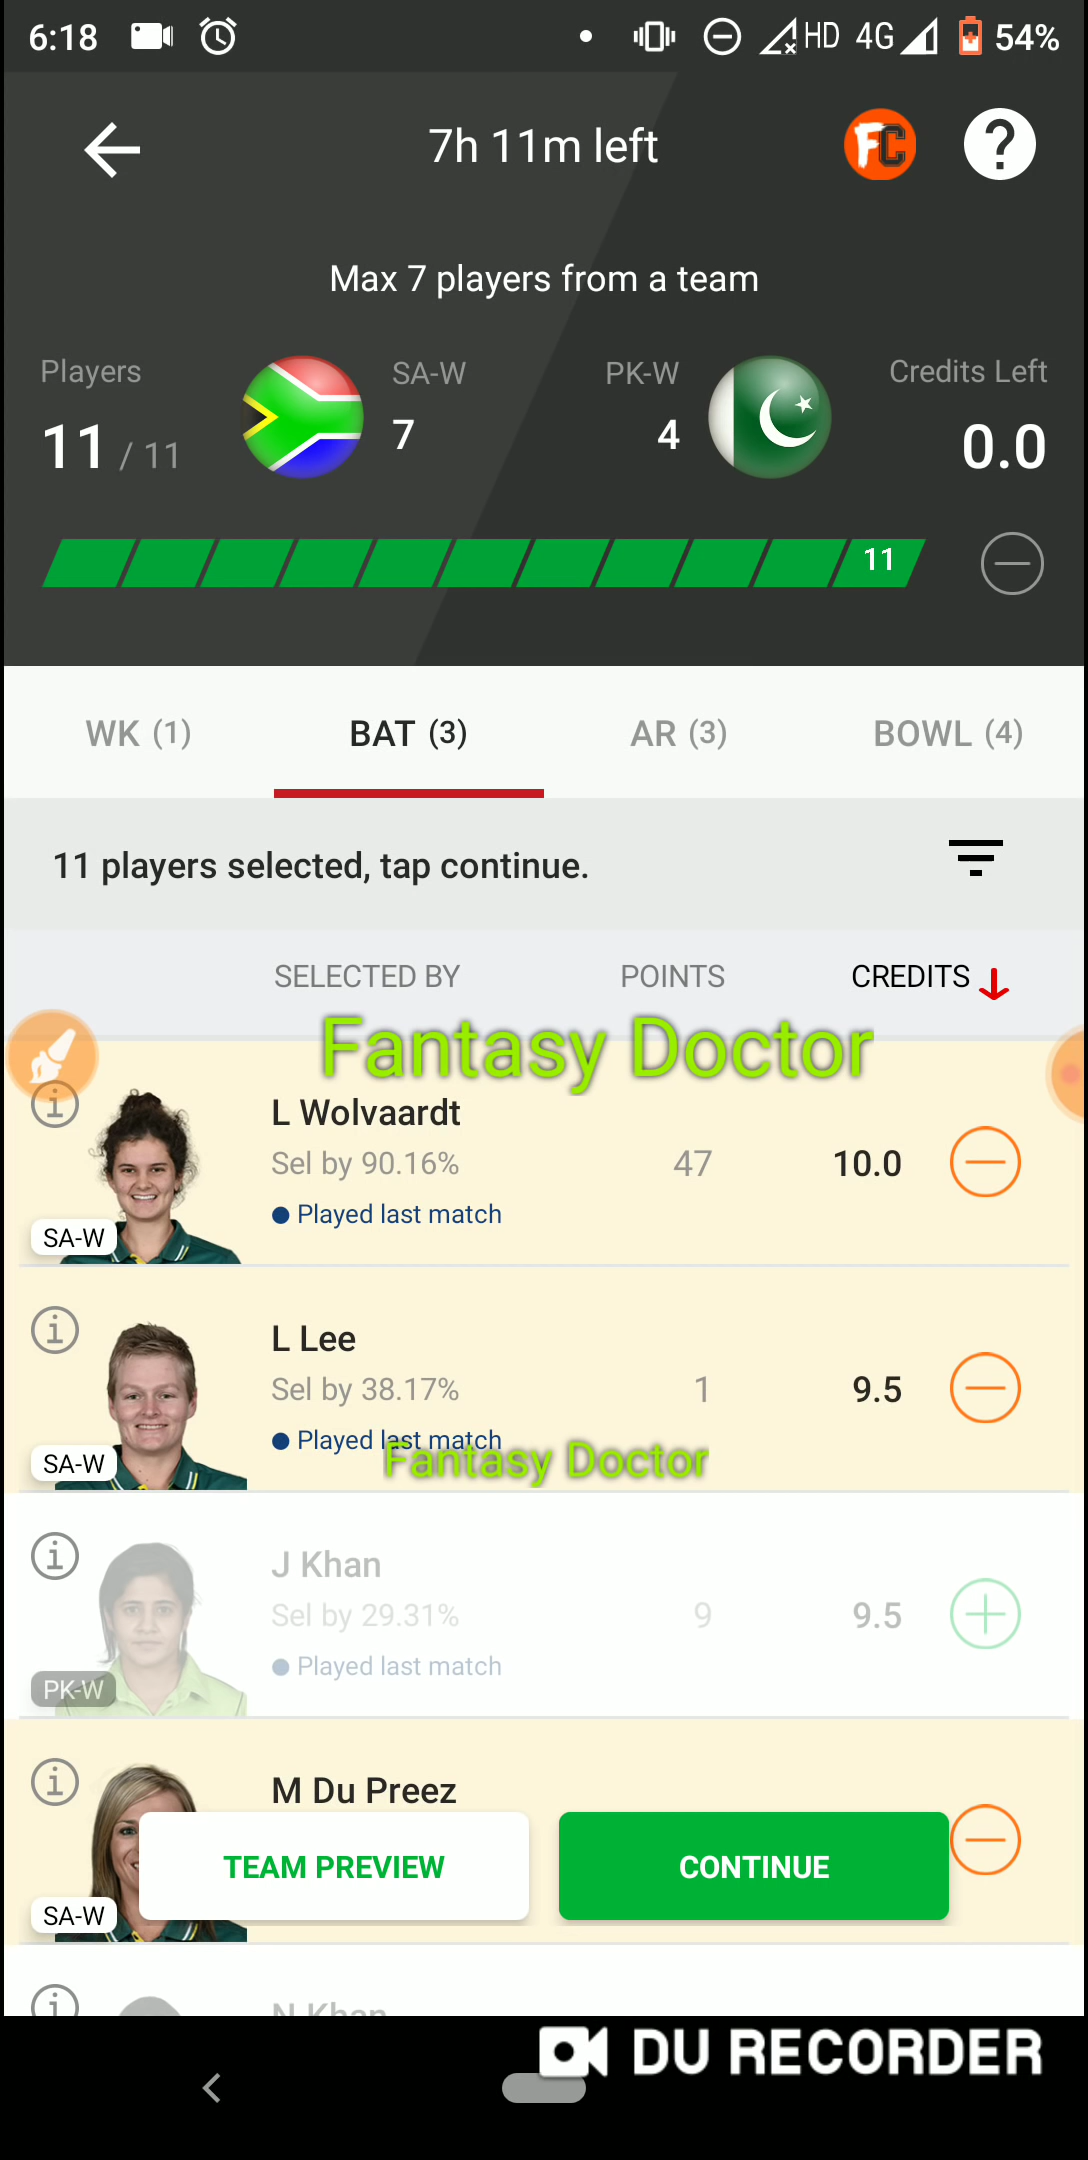 6:18 HD 4G 54%
7h 11m left FC ?
Max 7 players from a team
Players SA-W PK-W Credits Left
11 / 11 7 4 0.0
11
WK (1) BAT (3) AR (3) BOWL (4)
11 players selected, tap continue.
SELECTED BY POINTS CREDITS
Fantasy Doctor
L Wolvaardt
Sel by 90.16% 47 10.0
Played last match
SA-W
L Lee
Sel by 38.17% 1 9.5
Played last match
Fantasy Doctor
SA-W
J Khan
Sel by 29.31% 9 9.5
Played last match
PK-W
M Du Preez
TEAM PREVIEW CONTINUE
SA-W
N Khan
DU RECORDER